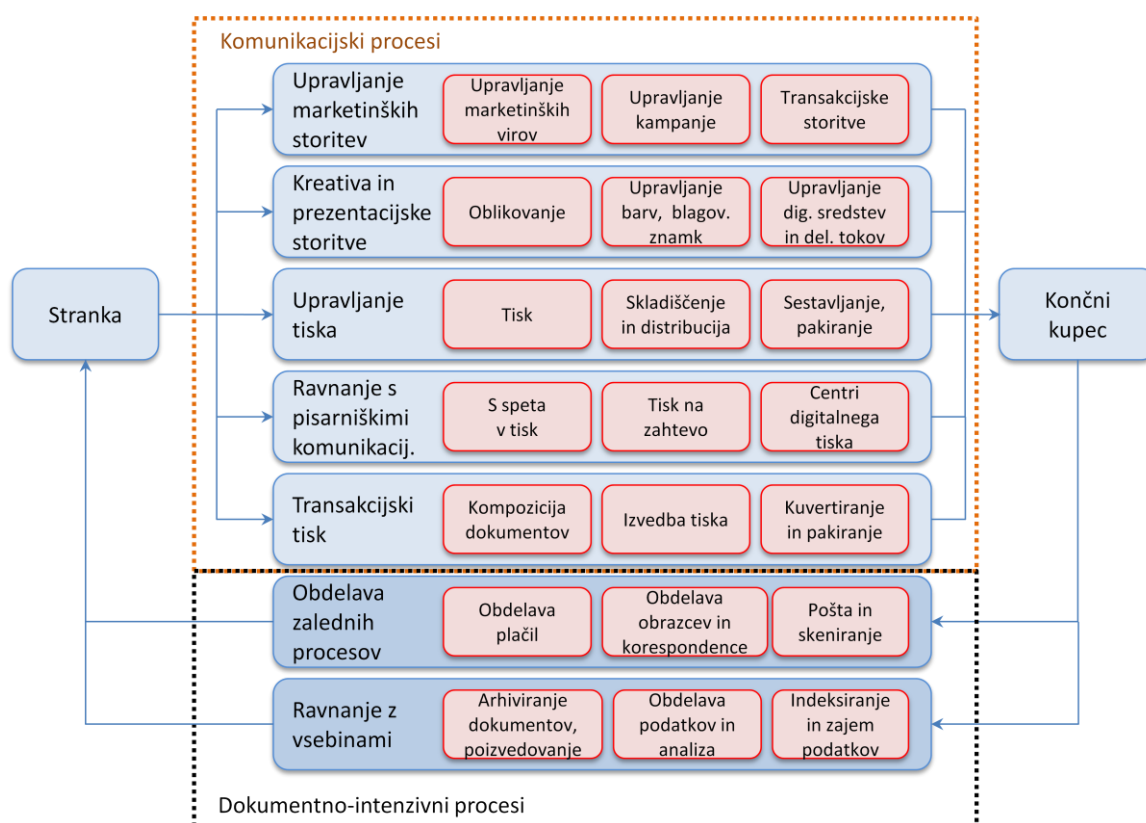 Komunikacijski procesi
Upravljanje
marketinških
storitev
Upravljanje
marketinških
virov
Upravljanje
kampanje
Transakcijske
storitve
Kreativa in
prezentacijske
storitve
Oblikovanje
Upravljanje
barv, blagov.
znamk
Upravljanje
dig. sredstev
in del. tokov
Stranka
Upravljanje
tiska
Tisk
Skladiščenje
in distribucija
Sestavljanje,
pakiranje
Končni
kupec
Ravnanje s
pisarniškimi
komunikacij.
S speta
v tisk
Tisk na
zahtevo
Centri
digitalnega
tiska
Transakcijski
tisk
Kompozicija
dokumentov
Izvedba tiska
Kuvertiranje
in pakiranje
Obdelava
zalednih
procesov
Obdelava
plačil
Obdelava
obrazcev in
korespondence
Pošta in
skeniranje
Ravnanje z
vsebinami
Arhiviranje
dokumentov,
poizvedovanje
Obdelava
podatkov in
analiza
Indeksiranje
in zajem
podatkov
Dokumentno-intenzivni procesi